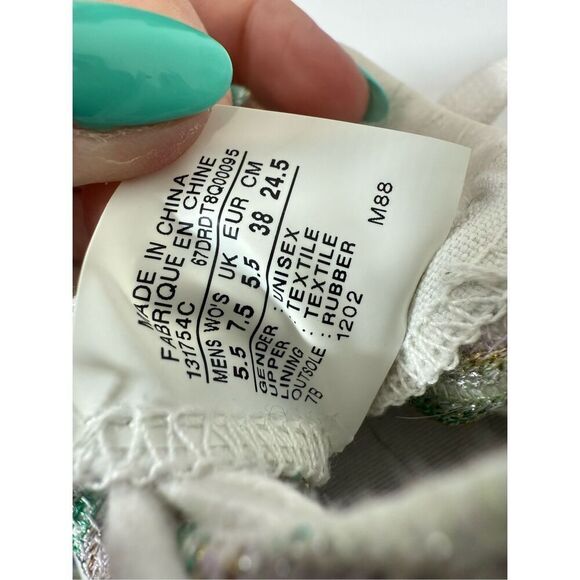 MADE IN CHINA
FABRIQUE EN CHINE
131754C 67DRDT8Q00095
MENS WO'S UK EUR CM
5.5 7.5 5.5 38 24.5
GENDER : UNISEX
UPPER : TEXTILE
LINING : TEXTILE
OUTSOLE : RUBBER
7B 1202
M88